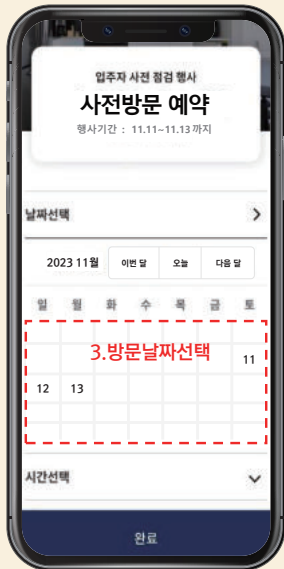 입주자 사전 점검 행사
사전방문 예약
행사기간 : 11.11~11.13 까지
날짜선택
2023 11월 이번 달 오늘 다음 달
일 월 화 수 목 금 토
3.방문날짜선택
11
12 13
시간선택
완료